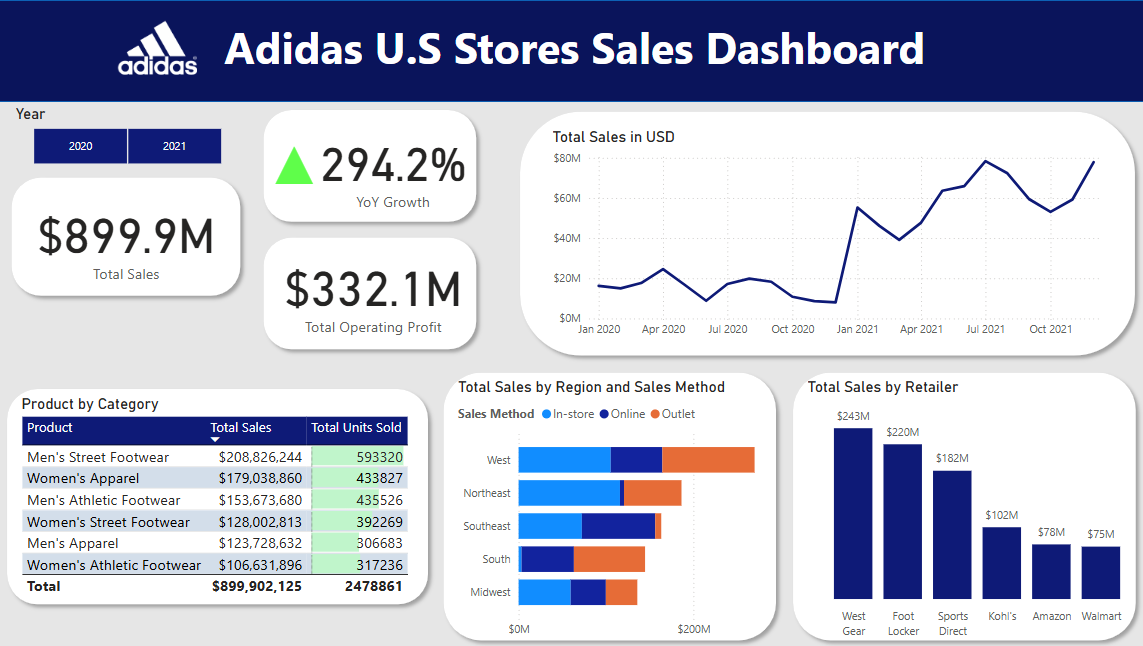 adidas
Adidas U.S Stores Sales Dashboard
Year
2020 2021
$899.9M
Total Sales
294.2%
YoY Growth
$332.1M
Total Operating Profit
Total Sales in USD
$80M
$60M
$40M
$20M
$0M
Jan 2020 Apr 2020 Jul 2020 Oct 2020 Jan 2021 Apr 2021 Jul 2021 Oct 2021
Product by Category
Product Total Sales Total Units Sold
Men's Street Footwear $208,826,244 593320
Women's Apparel $179,038,860 433827
Men's Athletic Footwear $153,673,680 435526
Women's Street Footwear $128,002,813 392269
Men's Apparel $123,728,632 306683
Women's Athletic Footwear $106,631,896 317236
Total $899,902,125 2478861
Total Sales by Region and Sales Method
Sales Method In-store Online Outlet
West
Northeast
Southeast
South
Midwest
$0M $200M
Total Sales by Retailer
$243M
$220M
$182M
$102M
$78M
$75M
West Gear
Foot Locker
Sports Direct
Kohl's
Amazon
Walmart